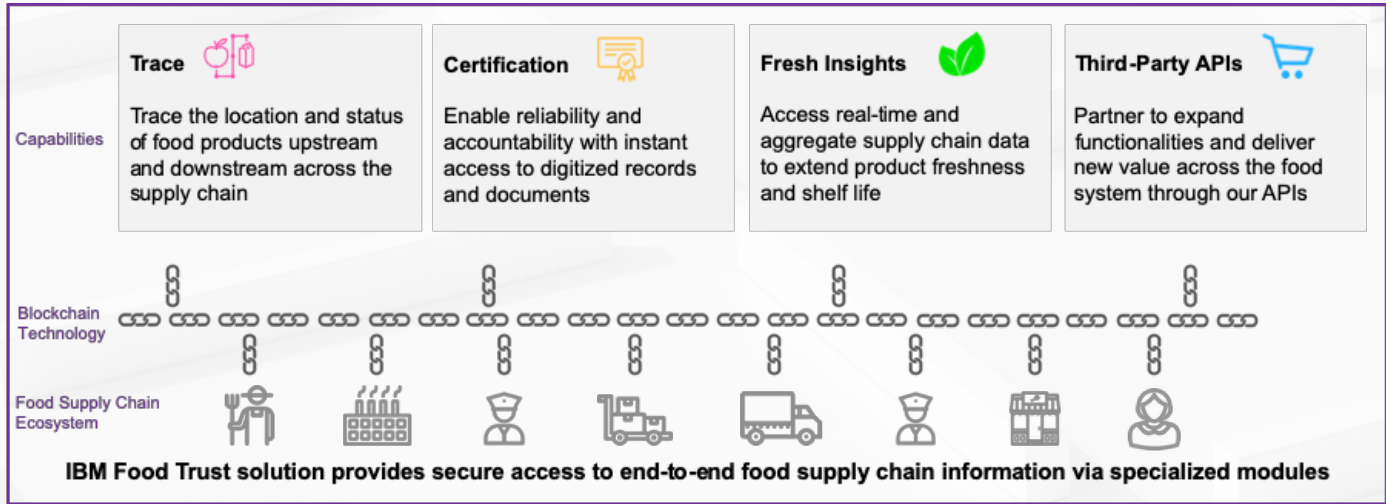 Trace
Trace the location and status
of food products upstream
and downstream across the
supply chain
Certification
Enable reliability and
accountability with instant
access to digitized records
and documents
Fresh Insights
Access real-time and
aggregate supply chain data
to extend product freshness
and shelf life
Third-Party APIs
Partner to expand
functionalities and deliver
new value across the food
system through our APIs
Capabilities
Blockchain
Technology
Food Supply Chain
Ecosystem
IBM Food Trust solution provides secure access to end-to-end food supply chain information via specialized modules